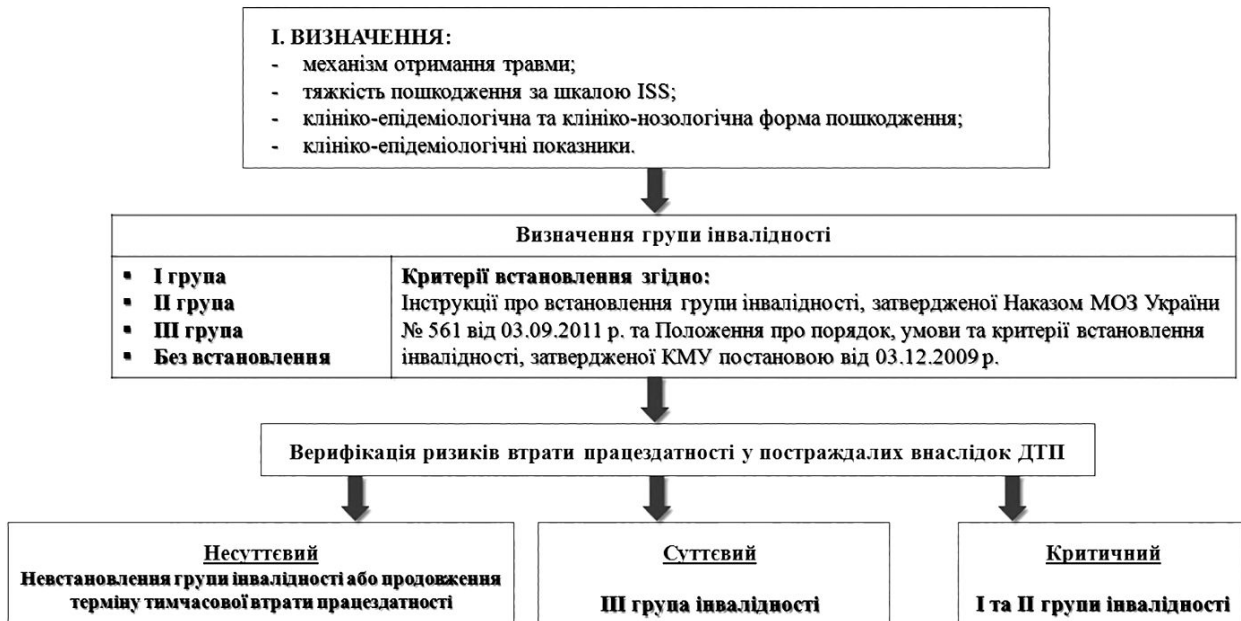 I. ВИЗНАЧЕННЯ:
- механізм отримання травми;
- тяжкість пошкодження за шкалою ISS;
- клініко-епідеміологічна та клініко-нозологічна форма пошкодження;
- клініко-епідеміологічні показники.
Визначення групи інвалідності
▪ I група
▪ II група
▪ III група
▪ Без встановлення
Критерії встановлення згідно:
Інструкції про встановлення групи інвалідності, затвердженої Наказом МОЗ України
№ 561 від 03.09.2011 р. та Положення про порядок, умови та критерії встановлення
інвалідності, затвердженої КМУ постановою від 03.12.2009 р.
Верифікація ризиків втрати працездатності у постраждалих внаслідок ДТП
Несуттєвий
Невстановлення групи інвалідності або продовження
терміну тимчасової втрати працездатності
Суттєвий
III група інвалідності
Критичний
I та II групи інвалідності